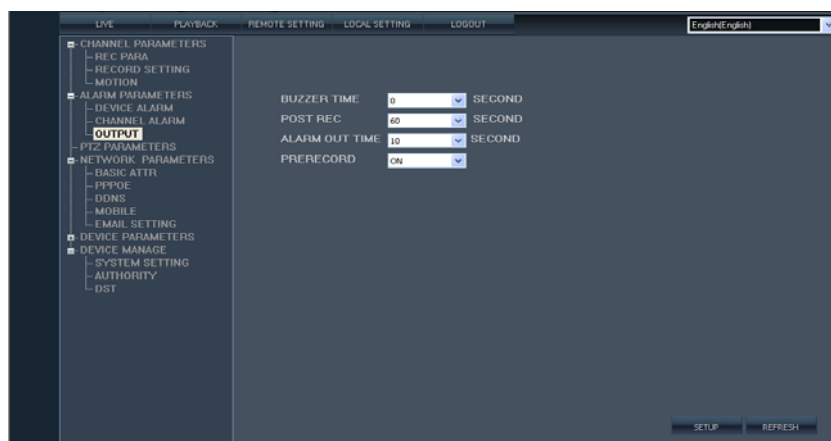 LIVE PLAYBACK REMOTE SETTING LOCAL SETTING LOGOUT English(English)
CHANNEL PARAMETERS
REC PARA
RECORD SETTING
MOTION
ALARM PARAMETERS
DEVICE ALARM
CHANNEL ALARM
OUTPUT
PTZ PARAMETERS
NETWORK PARAMETERS
BASIC ATTR
PPPOE
DDNS
MOBILE
EMAIL SETTING
DEVICE PARAMETERS
DEVICE MANAGE
SYSTEM SETTING
AUTHORITY
DST
BUZZER TIME 0 SECOND
POST REC 60 SECOND
ALARM OUT TIME 10 SECOND
PRERECORD ON
SETUP REFRESH